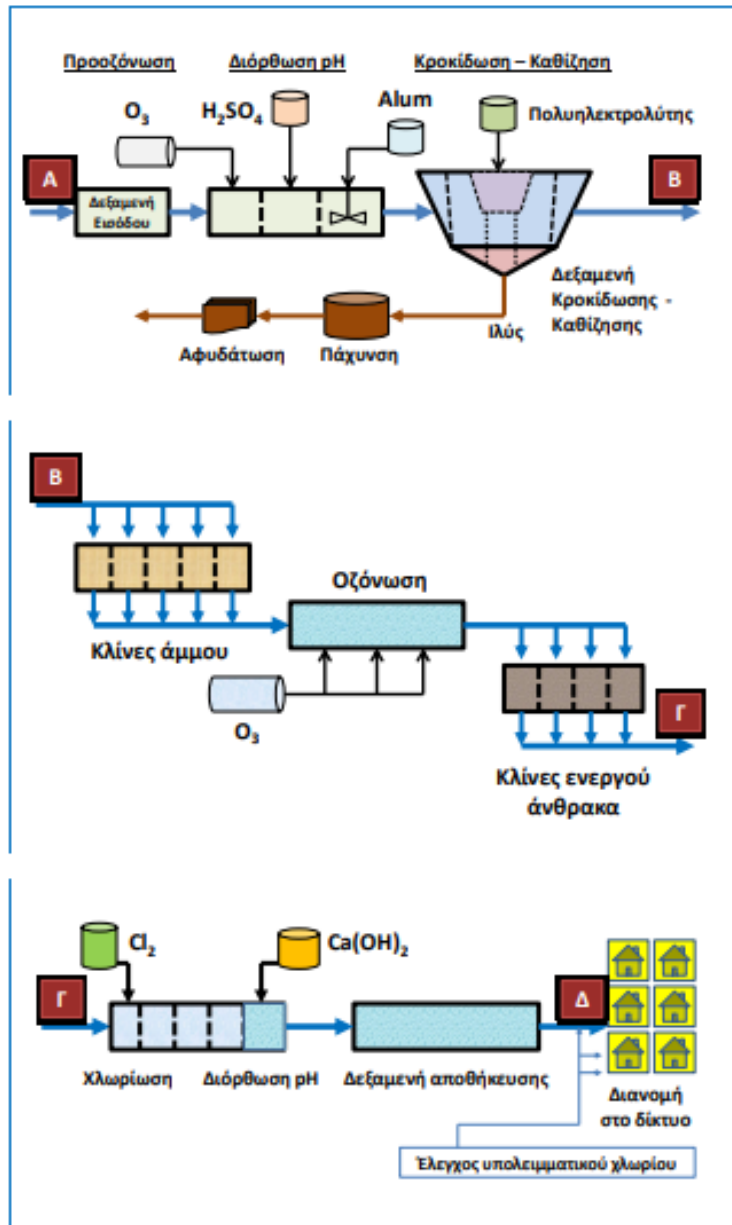 Προοζόνωση
Διόρθωση pH
Κροκίδωση – Καθίζηση
O3
H2SO4
Alum
Πολυηλεκτρολύτης
Α
Β
Δεξαμενή
Εισόδου
Δεξαμενή
Κροκίδωσης -
Καθίζησης
Ιλύς
Αφυδάτωση
Πάχυνση
Β
Οζόνωση
Κλίνες άμμου
O3
Γ
Κλίνες ενεργού
άνθρακα
Cl2
Ca(OH)2
Γ
Δ
Χλωρίωση
Διόρθωση pH
Δεξαμενή αποθήκευσης
Διανομή
στο δίκτυο
Έλεγχος υπολειμματικού χλωρίου